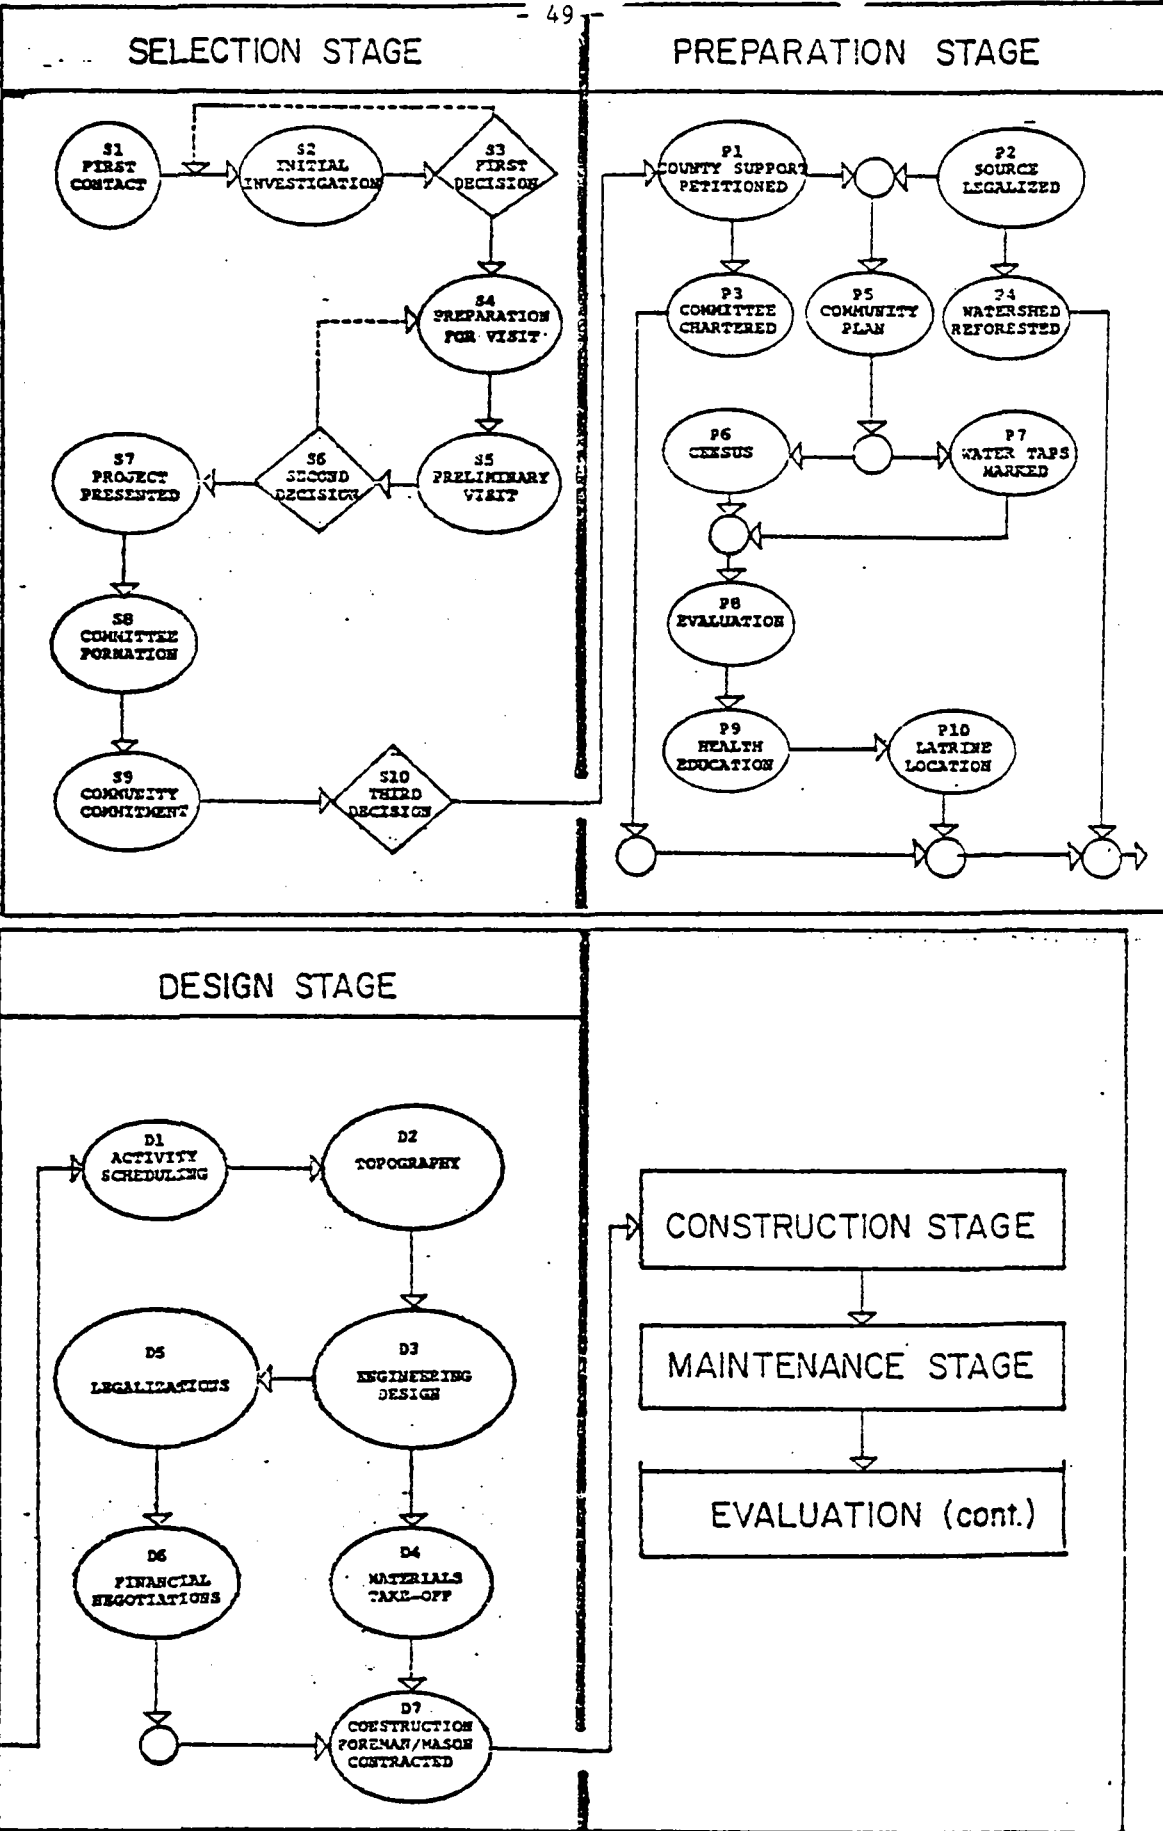 - 49 -
SELECTION STAGE
S1
FIRST
CONTACT
S2
INITIAL
INVESTIGATION
S3
FIRST
DECISION
S4
PREPARATION
FOR VISIT
S5
PRELIMINARY
VISIT
S6
SECOND
DECISION
S7
PROJECT
PRESENTED
S8
COMMITTEE
FORMATION
S9
COMMUNITY
COMMITMENT
S10
THIRD
DECISION
PREPARATION STAGE
P1
COUNTY SUPPORT
PETITIONED
P2
SOURCE
LEGALIZED
P3
COMMITTEE
CHARTERED
P5
COMMUNITY
PLAN
P4
WATERSHED
REFORESTED
P6
CENSUS
P7
WATER TAPS
MARKED
P8
EVALUATION
P9
HEALTH
EDUCATION
P10
LATRINE
LOCATION
DESIGN STAGE
D1
ACTIVITY
SCHEDULING
D2
TOPOGRAPHY
D5
LEGALIZATIONS
D3
ENGINEERING
DESIGN
D6
FINANCIAL
NEGOTIATIONS
D4
MATERIALS
TAKE-OFF
D7
CONSTRUCTION
FOREMAN/MASON
CONTRACTED
CONSTRUCTION STAGE
MAINTENANCE STAGE
EVALUATION (cont.)